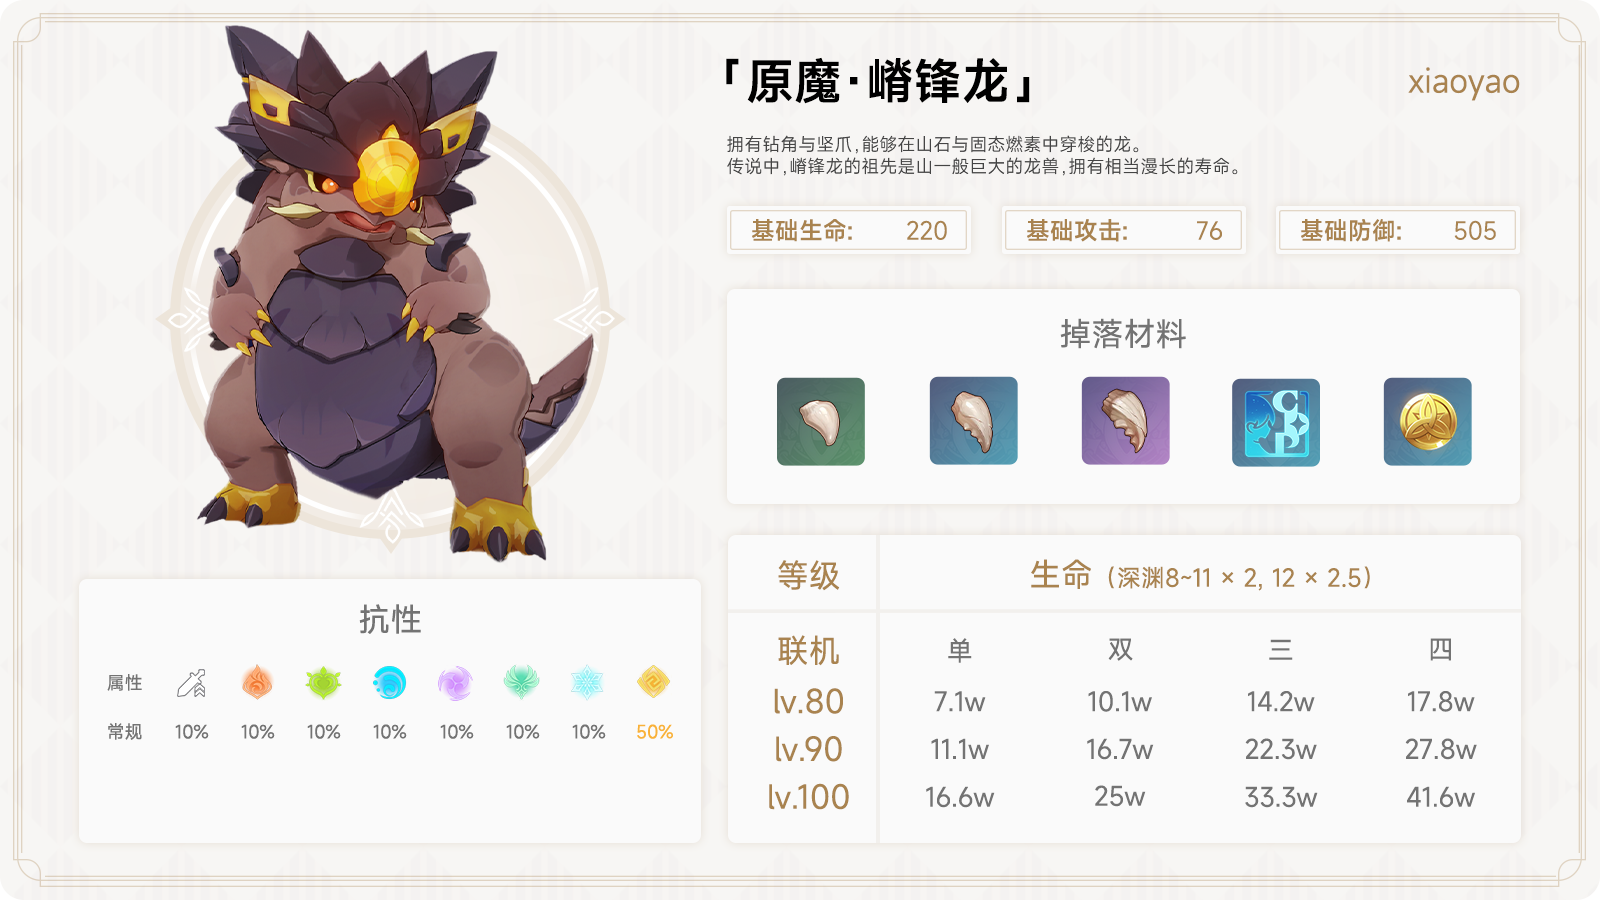 「原魔·嵴锋龙」
xiaoyao
拥有钻角与坚爪,能够在山石与固态燃素中穿梭的龙。
传说中,嵴锋龙的祖先是山一般巨大的龙兽,拥有相当漫长的寿命。
基础生命: 220
基础攻击: 76
基础防御: 505
掉落材料
抗性
属性
常规 10% 10% 10% 10% 10% 10% 10% 50%
等级 生命(深渊8~11 × 2, 12 × 2.5)
联机 单 双 三 四
lv.80 7.1w 10.1w 14.2w 17.8w
lv.90 11.1w 16.7w 22.3w 27.8w
lv.100 16.6w 25w 33.3w 41.6w